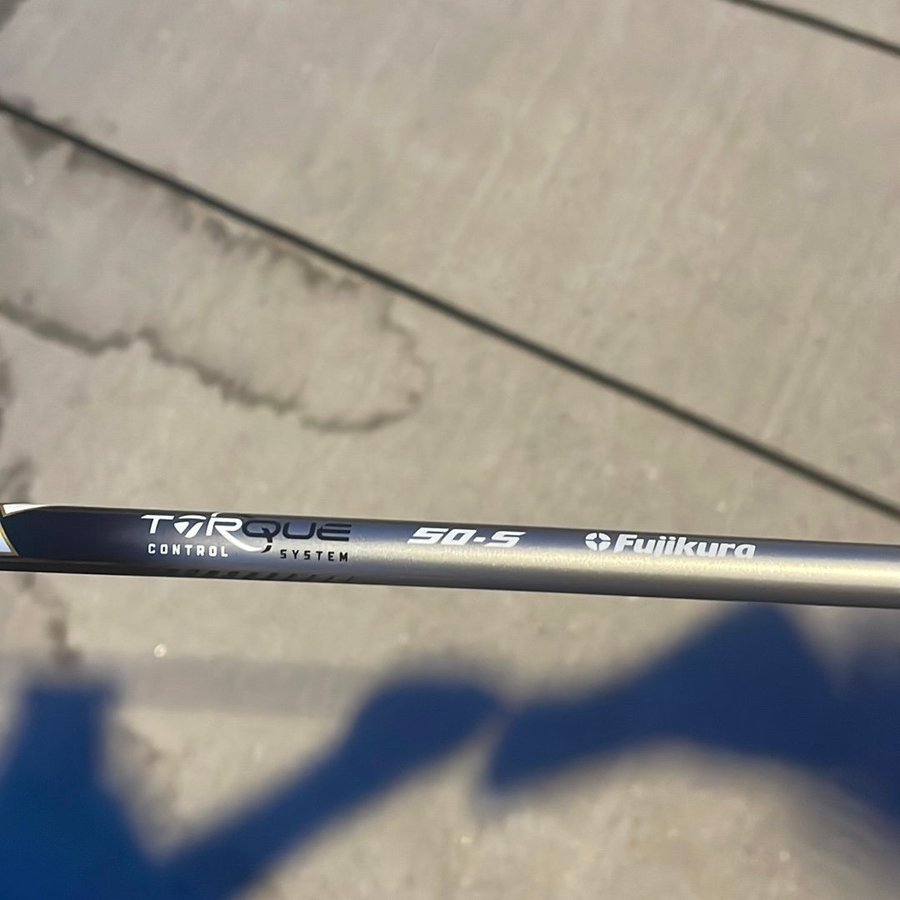 TORQUE
CONTROL SYSTEM
50-S
Fujikura